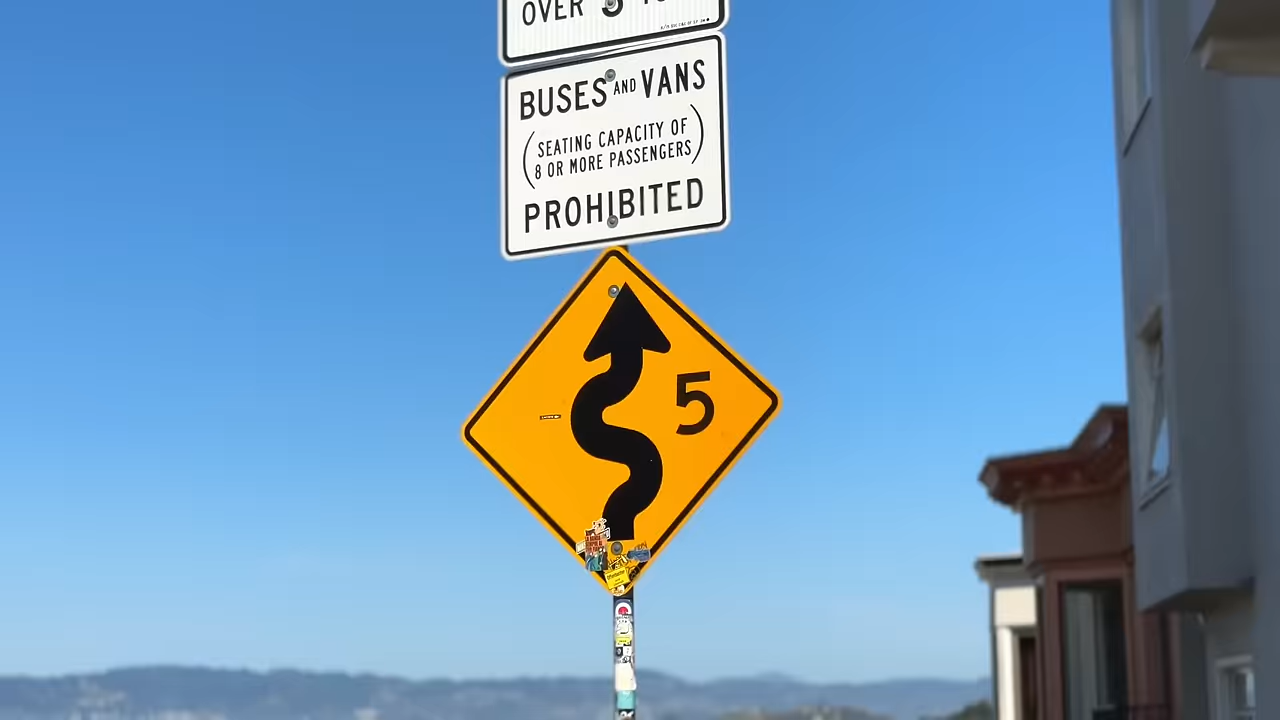 OVER 5
BUSES AND VANS
(SEATING CAPACITY OF
8 OR MORE PASSENGERS)
PROHIBITED
5